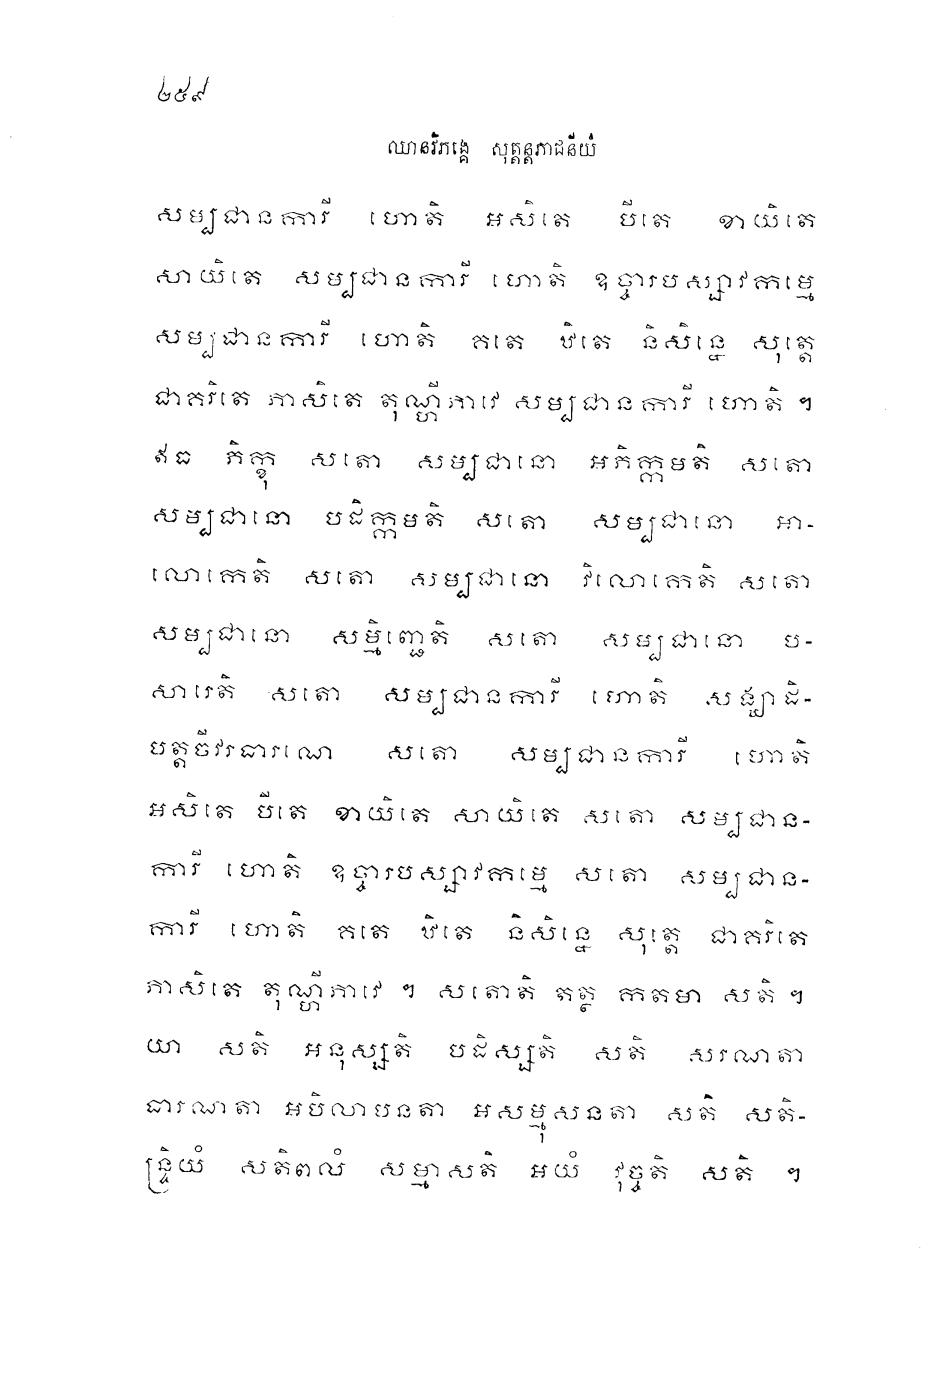 ២៥៩
ឈានវិភង្គេ សុត្តន្តភាជនីយំ
សម្បជានការី ហោតិ អសិតេ បីតេ ខាយិតេ
សាយិតេ សម្បជានការី ហោតិ ឧច្ចារបស្សាវកម្មេ
សម្បជានការី ហោតិ គតេ ឋិតេ និសិន្នេ សុត្តេ
ជាគរិតេ ភាសិតេ តុណ្ហីភាវេ សម្បជានការី ហោតិ ។
ឥធ ភិក្ខុ សតោ សម្បជានោ អភិក្កមតិ សតោ
សម្បជានោ បដិក្កមតិ សតោ សម្បជានោ អា-
លោកេតិ សតោ សម្បជានោ វិលោកេតិ សតោ
សម្បជានោ សម្មិញ្ជេតិ សតោ សម្បជានោ ប-
សារេតិ សតោ សម្បជានការី ហោតិ សង្ឃាដិ-
បត្តចីវរធារណេ សតោ សម្បជានការី ហោតិ
អសិតេ បីតេ ខាយិតេ សាយិតេ សតោ សម្បជាន-
ការី ហោតិ ឧច្ចារបស្សាវកម្មេ សតោ សម្បជាន-
ការី ហោតិ គតេ ឋិតេ និសិន្នេ សុត្តេ ជាគរិតេ
ភាសិតេ តុណ្ហីភាវេ ។ សតោតិ តត្ថ កតមា សតិ ។
យា សតិ អនុស្សតិ បដិស្សតិ សតិ សរណតា
ធារណតា អបិលាបនតា អសម្មុសនតា សតិ សតិ-
ន្ទ្រិយំ សតិពលំ សម្មាសតិ អយំ វុច្ចតិ សតិ ។